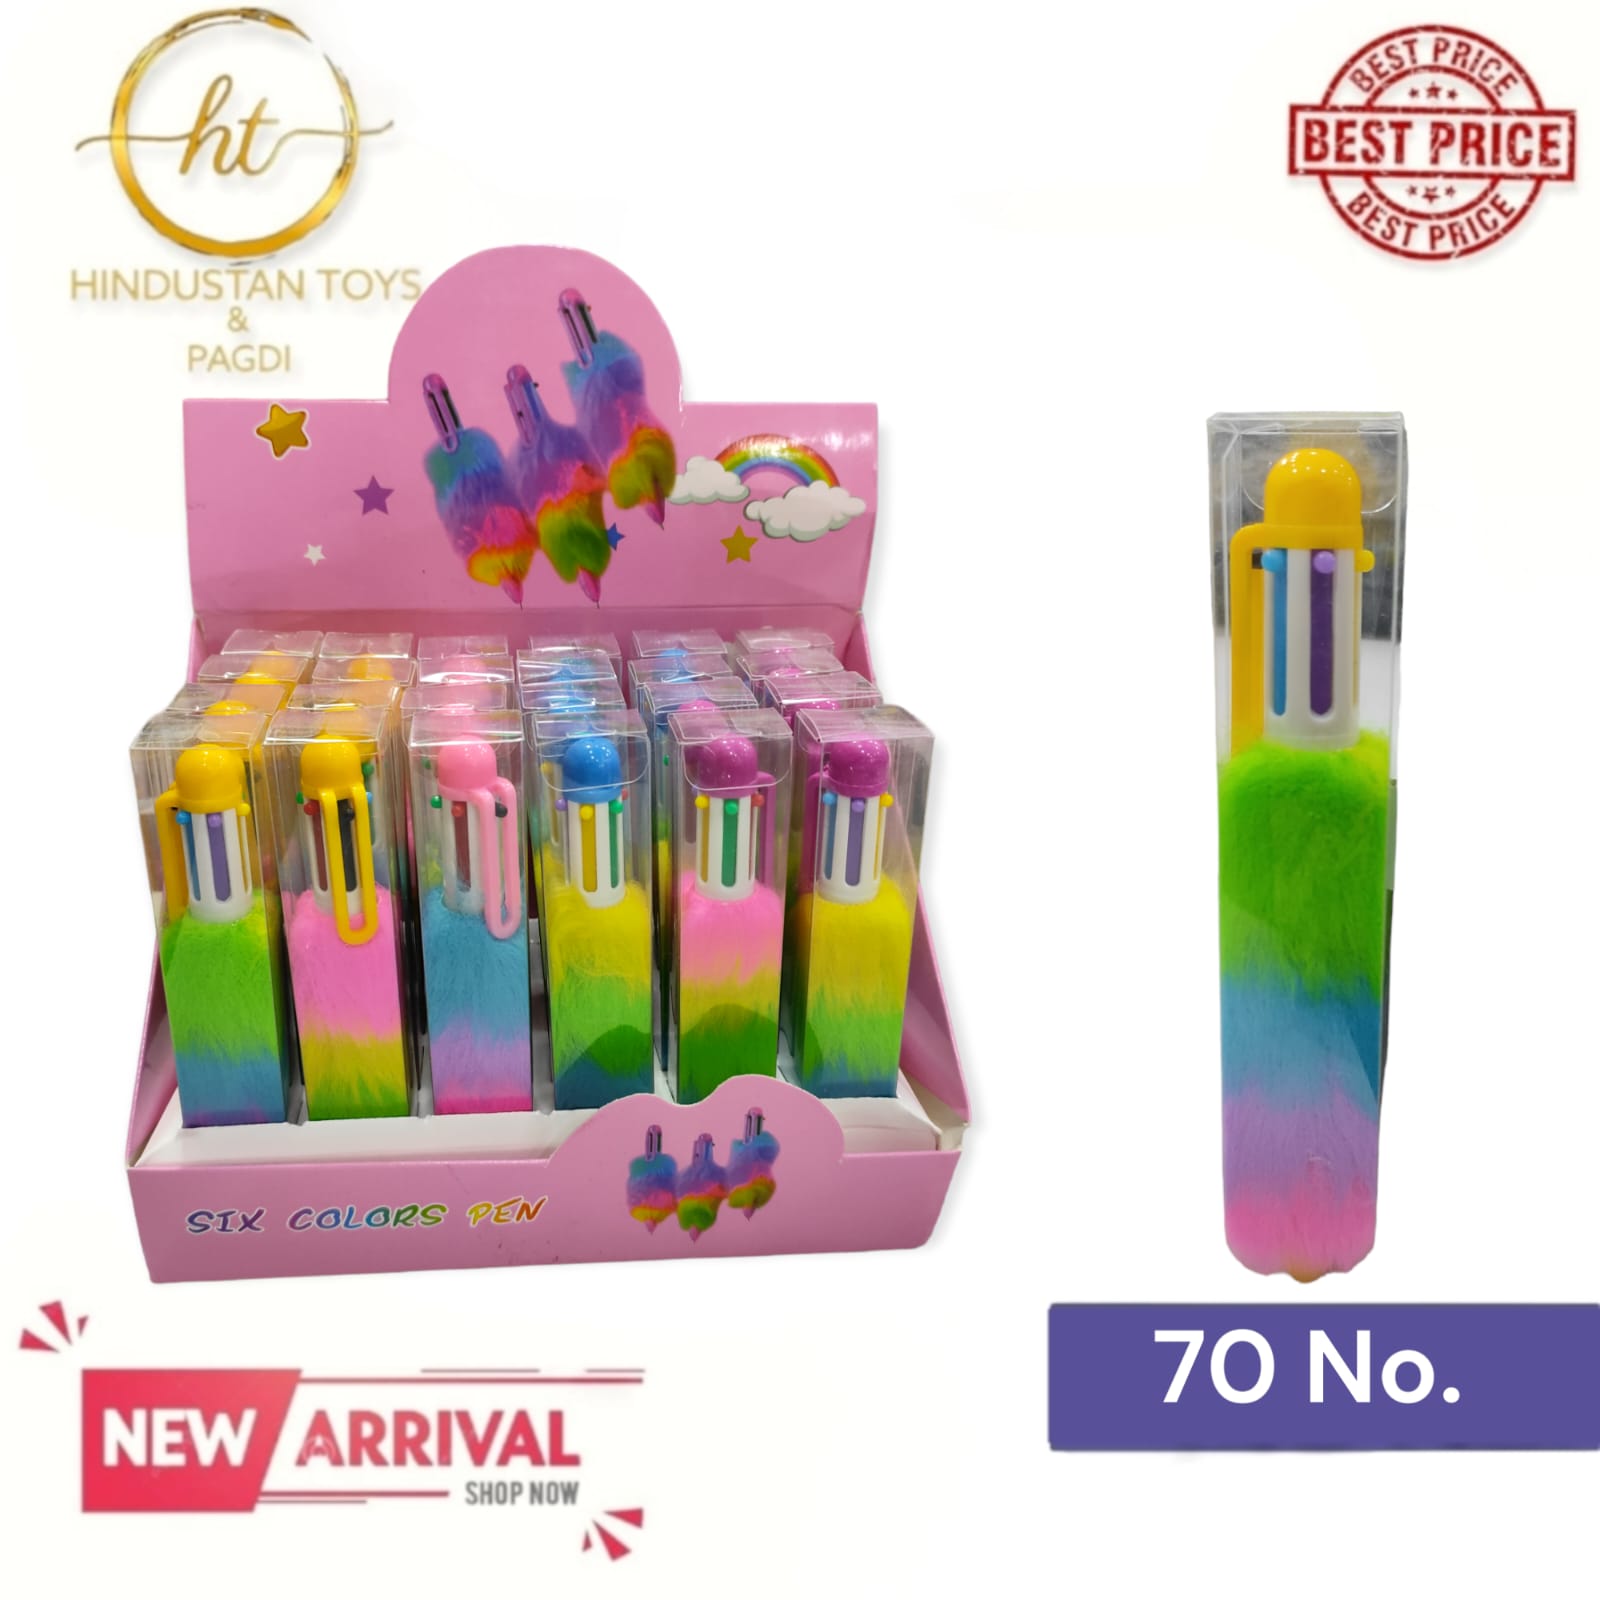 ht
HINDUSTAN TOYS
&
PAGDI
BEST PRICE
BEST PRICE
BEST PRICE
SIX COLORS PEN
70 No.
NEW ARRIVAL
SHOP NOW